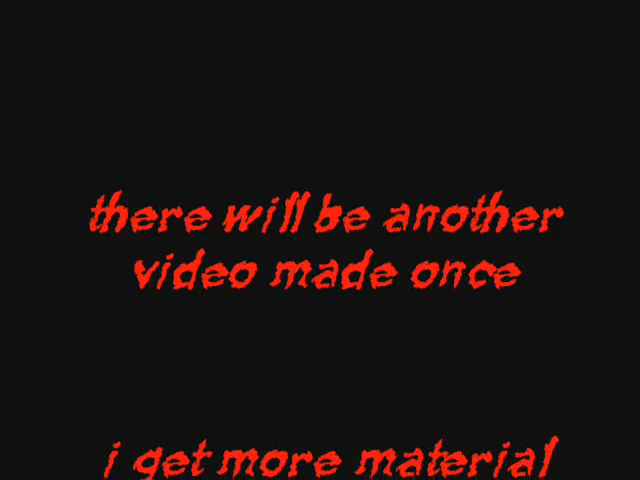 there will be another
video made once
i get more material